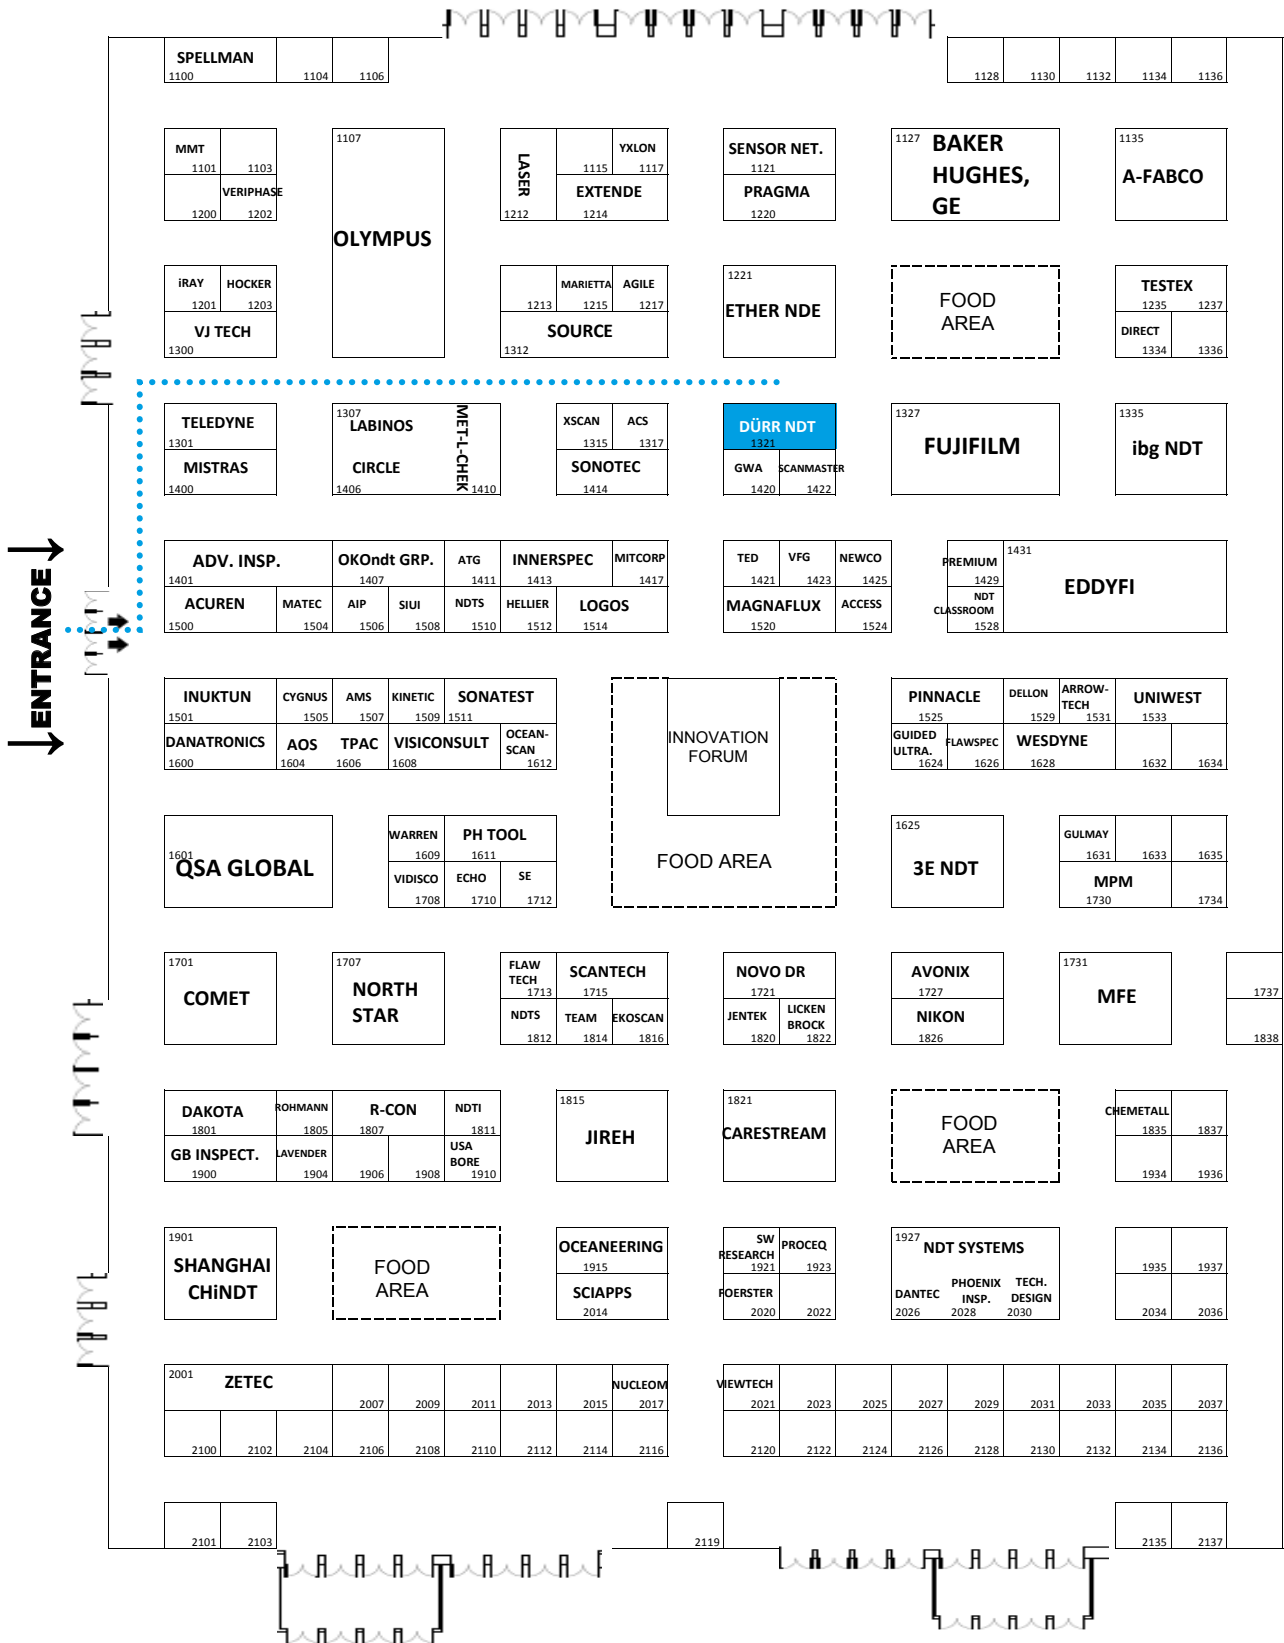 SPELLMAN
1100 1104 1106 1128 1130 1132 1134 1136
MMT
1101 1103
VERIPHASE
1200 1202
1107
OLYMPUS
LASER
1212
YXLON
1115 1117
EXTENDE
1214
SENSOR NET.
1121
PRAGMA
1220
1127
BAKER
HUGHES,
GE
1135
A-FABCO
iRAY HOCKER
1201 1203
VJ TECH
1300
MARIETTA AGILE
1213 1215 1217
SOURCE
1312
1221
ETHER NDE
FOOD
AREA
TESTEX
1235 1237
DIRECT
1334 1336
TELEDYNE
1301
MISTRAS
1400
1307
LABINOS
CIRCLE
1406
MET-L-CHEK
1410
XSCAN ACS
1315 1317
SONOTEC
1414
DÜRR NDT
1321
GWA SCANMASTER
1420 1422
1327
FUJIFILM
1335
ibg NDT
ENTRANCE
ADV. INSP. OKOndt GRP. ATG INNERSPEC MITCORP
1401 1407 1411 1413 1417
ACUREN MATEC AIP SIUI NDTS HELLIER LOGOS
1500 1504 1506 1508 1510 1512 1514
TED VFG NEWCO
1421 1423 1425
MAGNAFLUX ACCESS
1520 1524
PREMIUM
1429
NDT
CLASSROOM
1528
1431
EDDYFI
INUKTUN CYGNUS AMS KINETIC SONATEST
1501 1505 1507 1509 1511
DANATRONICS AOS TPAC VISICONSULT OCEAN-
SCAN
1600 1604 1606 1608 1612
INNOVATION
FORUM
FOOD AREA
PINNACLE DELLON ARROW-
TECH UNIWEST
1525 1529 1531 1533
GUIDED
ULTRA. FLAWSPEC WESDYNE
1624 1626 1628 1632 1634
1601
QSA GLOBAL
WARREN PH TOOL
1609 1611
VIDISCO ECHO SE
1708 1710 1712
1625
3E NDT
GULMAY
1631 1633 1635
MPM
1730 1734
1701
COMET
1707
NORTH
STAR
FLAW
TECH SCANTECH
1713 1715
NDTS TEAM EKOSCAN
1812 1814 1816
NOVO DR
1721
JENTEK LICKEN
BROCK
1820 1822
AVONIX
1727
NIKON
1826
1731
MFE
1737
1838
DAKOTA ROHMANN R-CON NDTI
1801 1805 1807 1811
GB INSPECT. LAVENDER USA
BORE
1900 1904 1906 1908 1910
1815
JIREH
1821
CARESTREAM
FOOD
AREA
CHEMETALL
1835 1837
1934 1936
1901
SHANGHAI
CHiNDT
FOOD
AREA
OCEANEERING
1915
SCIAPPS
2014
SW
RESEARCH PROCEQ
1921 1923
FOERSTER
2020 2022
1927
NDT SYSTEMS
DANTEC PHOENIX
INSP. TECH.
DESIGN
2026 2028 2030
1935 1937
2034 2036
2001
ZETEC NUCLEOM
2007 2009 2011 2013 2015 2017
2100 2102 2104 2106 2108 2110 2112 2114 2116
VIEWTECH
2021 2023 2025 2027 2029 2031 2033 2035 2037
2120 2122 2124 2126 2128 2130 2132 2134 2136
2101 2103 2119 2135 2137